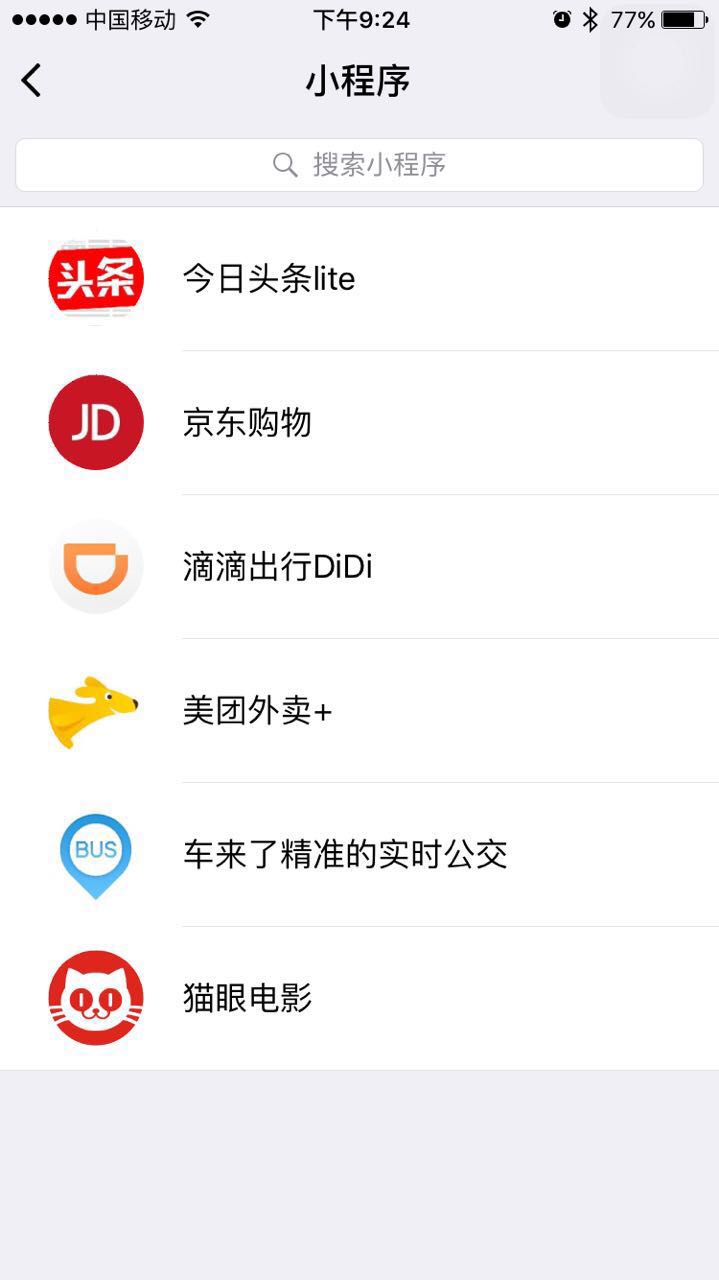 中国移动 下午9:24 77%
小程序
搜索小程序
头条 今日头条lite
JD 京东购物
滴滴出行DiDi
美团外卖+
BUS 车来了精准的实时公交
猫眼电影